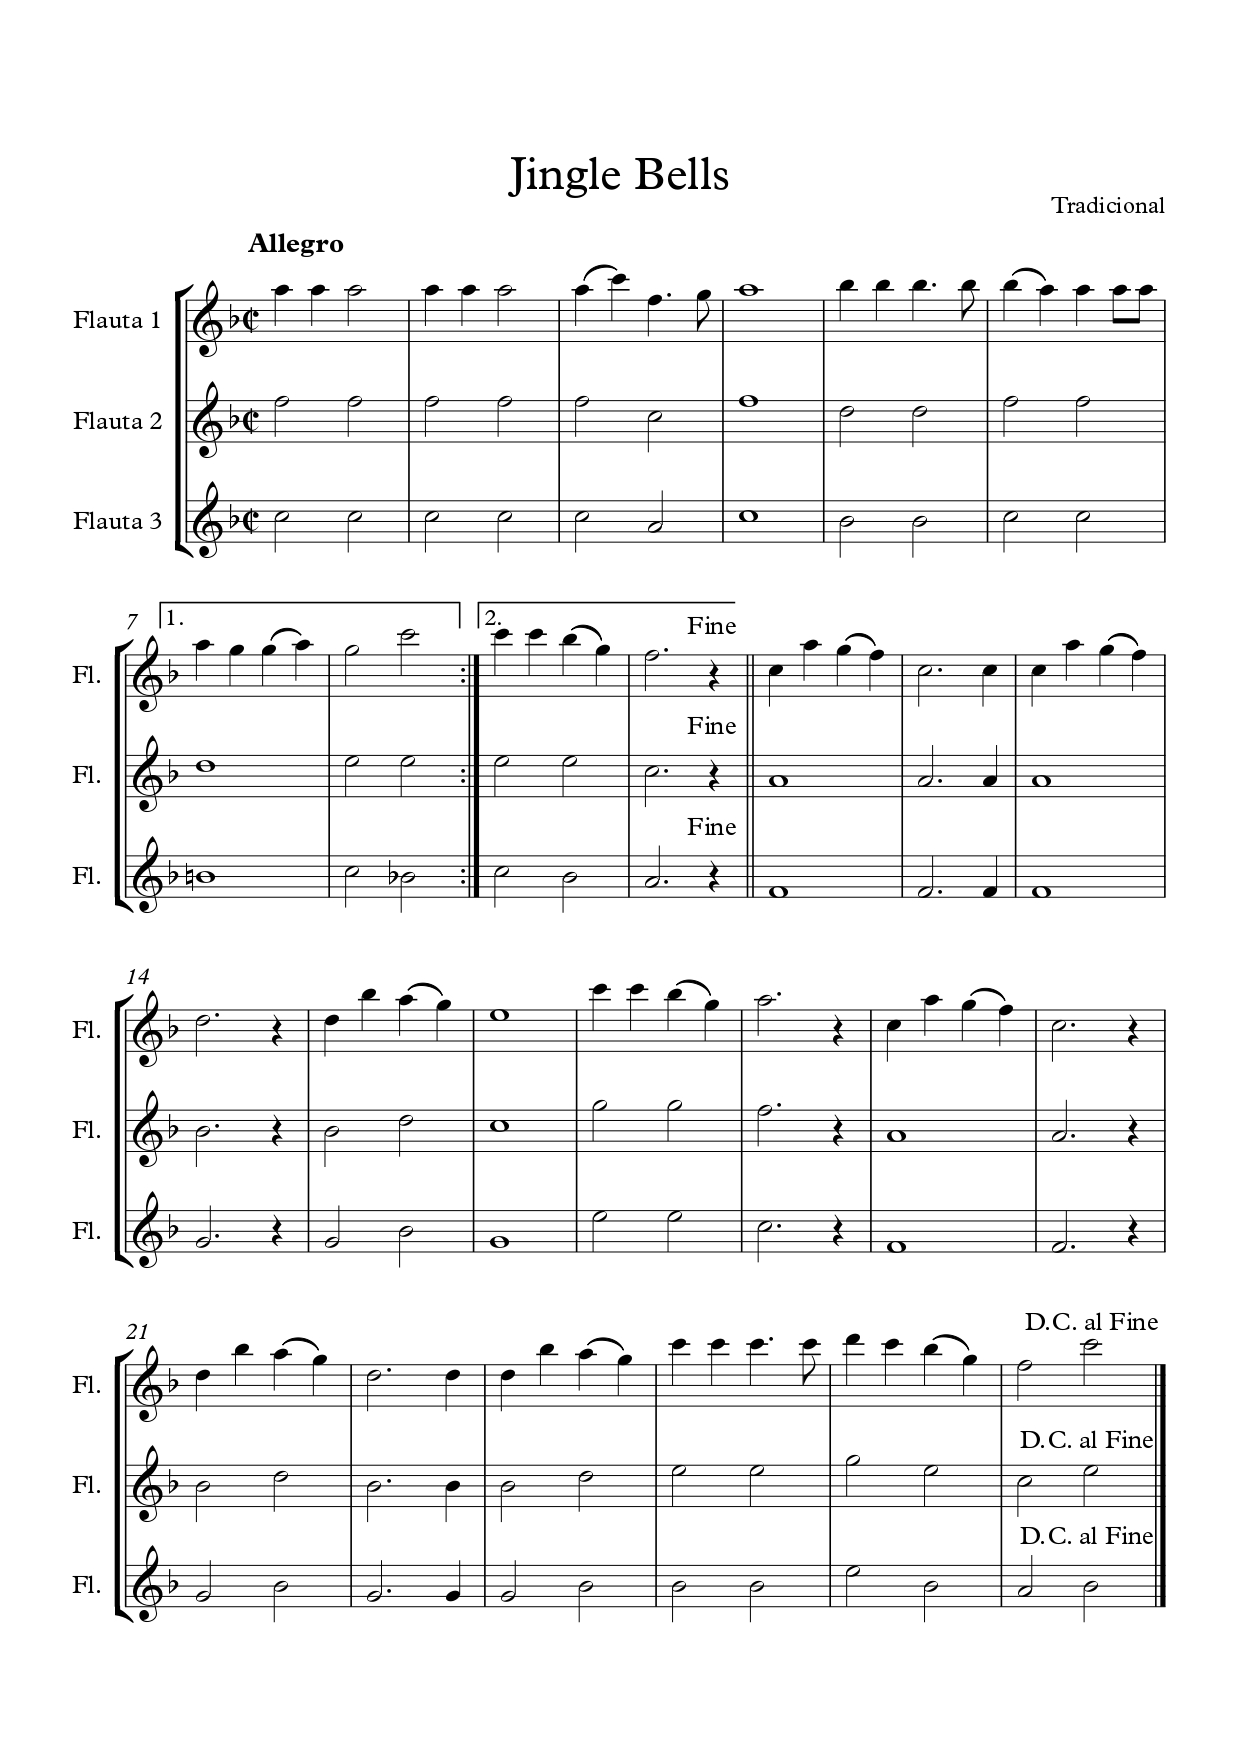 Jingle Bells
Tradicional
Allegro
Flauta 1
Flauta 2
Flauta 3
7
1.
2.
Fine
Fl.
Fine
Fl.
Fine
Fl.
14
Fl.
Fl.
Fl.
D.C. al Fine
21
Fl.
D.C. al Fine
Fl.
D.C. al Fine
Fl.